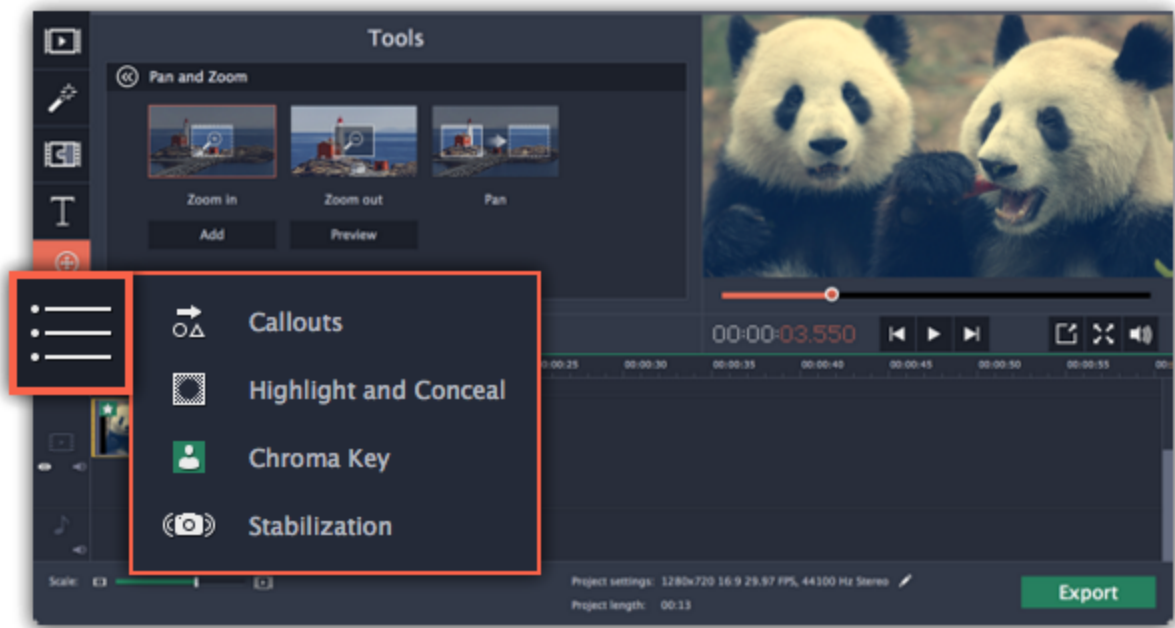 Tools
Pan and Zoom
Zoom in
Zoom out
Pan
Add
Preview
T
Callouts
Highlight and Conceal
Chroma Key
Stabilization
00:00:03.550
0:00:25 00:00:30 00:00:35 00:00:40 00:00:45 00:00:50 00:00:55 00:
Scale:
Project settings: 1280x720 16:9 29.97 FPS, 44100 Hz Stereo
Project length: 00:13
Export